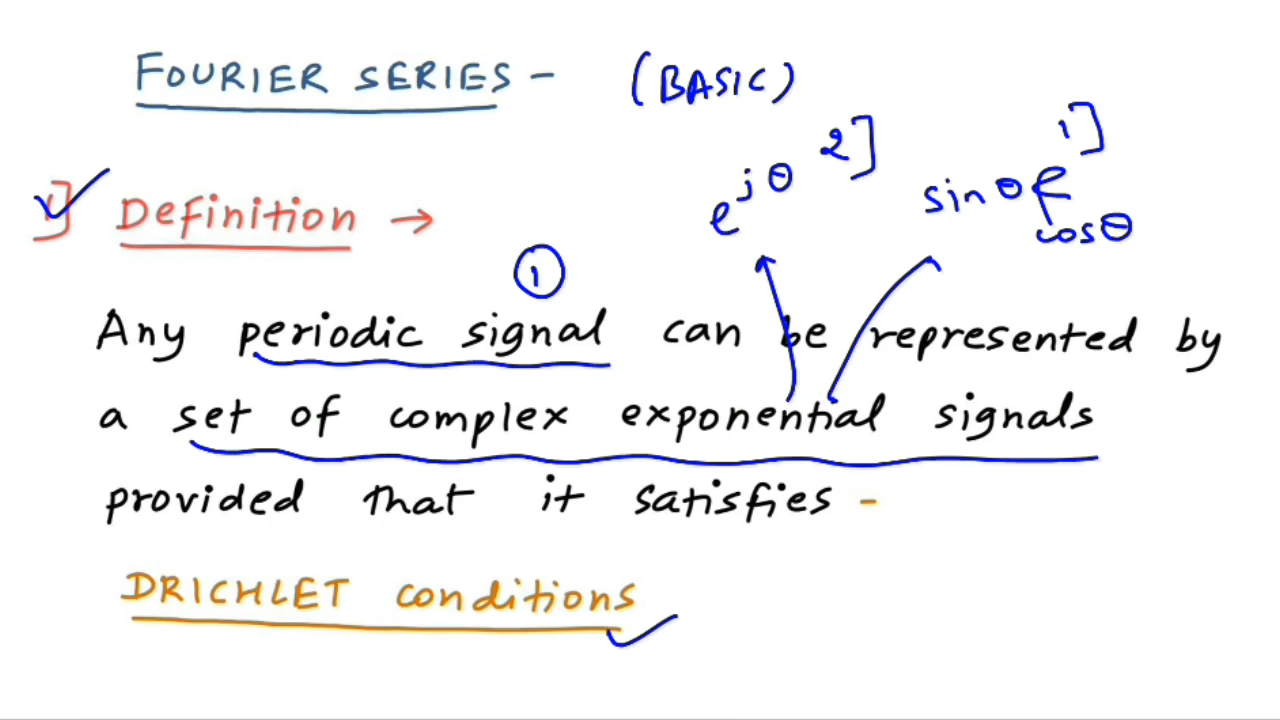 FOURIER SERIES - (BASIC)
1]
e^jθ 2]
sinθ &
cosθ
1] Definition →
1
Any periodic signal can be represented by
a set of complex exponential signals
provided that it satisfies -
DRICHLET conditions